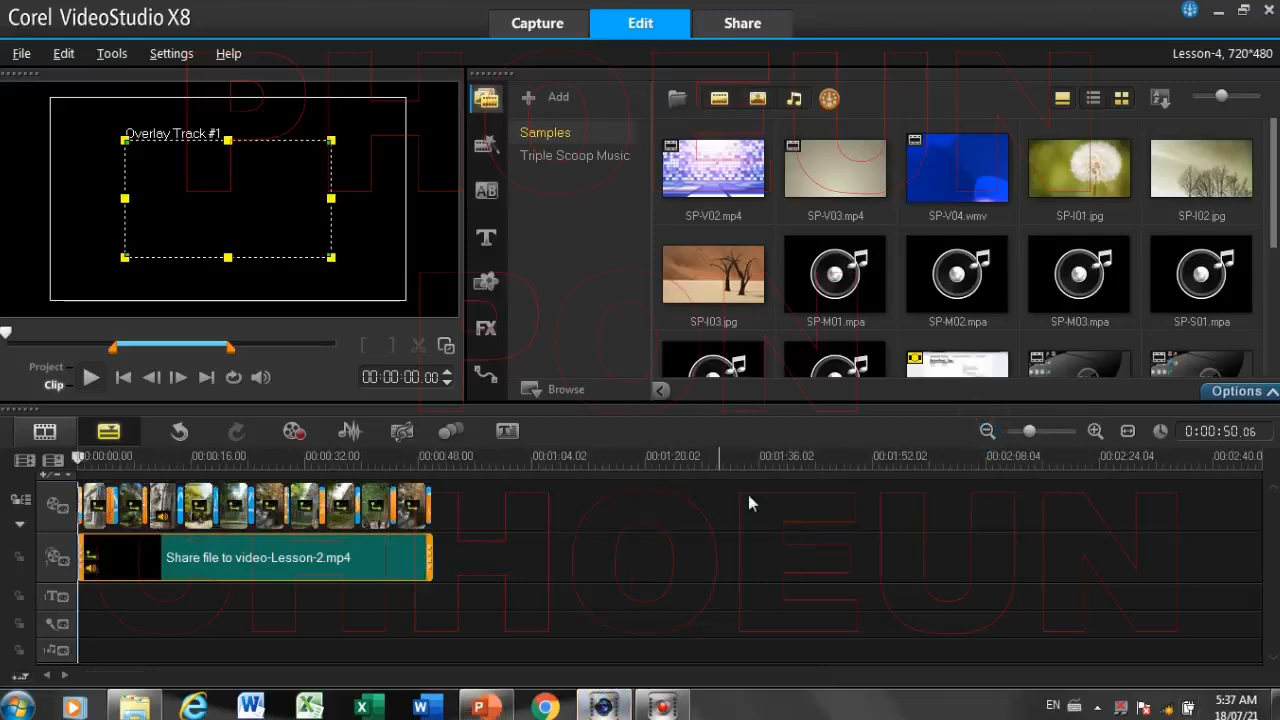 Corel VideoStudio X8
Capture
Edit
Share
File
Edit
Tools
Settings
Help
Lesson-4, 720*480
Overlay Track #1
Add
Samples
Triple Scoop Music
SP-V02.mp4
SP-V03.mp4
SP-V04.wmv
SP-I01.jpg
SP-I02.jpg
SP-I03.jpg
SP-M01.mpa
SP-M02.mpa
SP-M03.mpa
SP-S01.mpa
Project
Clip
00:00:00.00
Browse
Options
0:00:50.06
00:00:00.00
00:00:16.00
00:00:32.00
00:00:48.00
00:01:04.02
00:01:20.02
00:01:36.02
00:01:52.02
00:02:08.04
00:02:24.04
00:02:40.0
Share file to video-Lesson-2.mp4
EN
5:37 AM
18/07/21